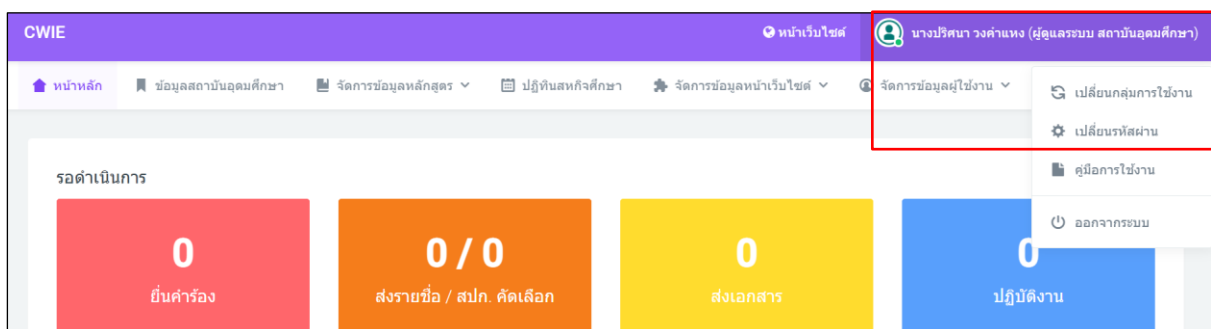 CWIE
หน้าเว็บไซต์ นางปริศนา วงค์าแหง (ผู้ดูแลระบบ สถาบันอุดมศึกษา)
หน้าหลัก ข้อมูลสถาบันอุดมศึกษา จัดการข้อมูลหลักสูตร ปฏิทินสหกิจศึกษา จัดการข้อมูลหน้าเว็บไซต์ จัดการข้อมูลผู้ใช้งาน
เปลี่ยนกลุ่มการใช้งาน
เปลี่ยนรหัสผ่าน
คู่มือการใช้งาน
ออกจากระบบ
รอดำเนินการ
0 0 / 0 0 0
ยื่นคำร้อง ส่งรายชื่อ / สปก. คัดเลือก ส่งเอกสาร ปฏิบัติงาน